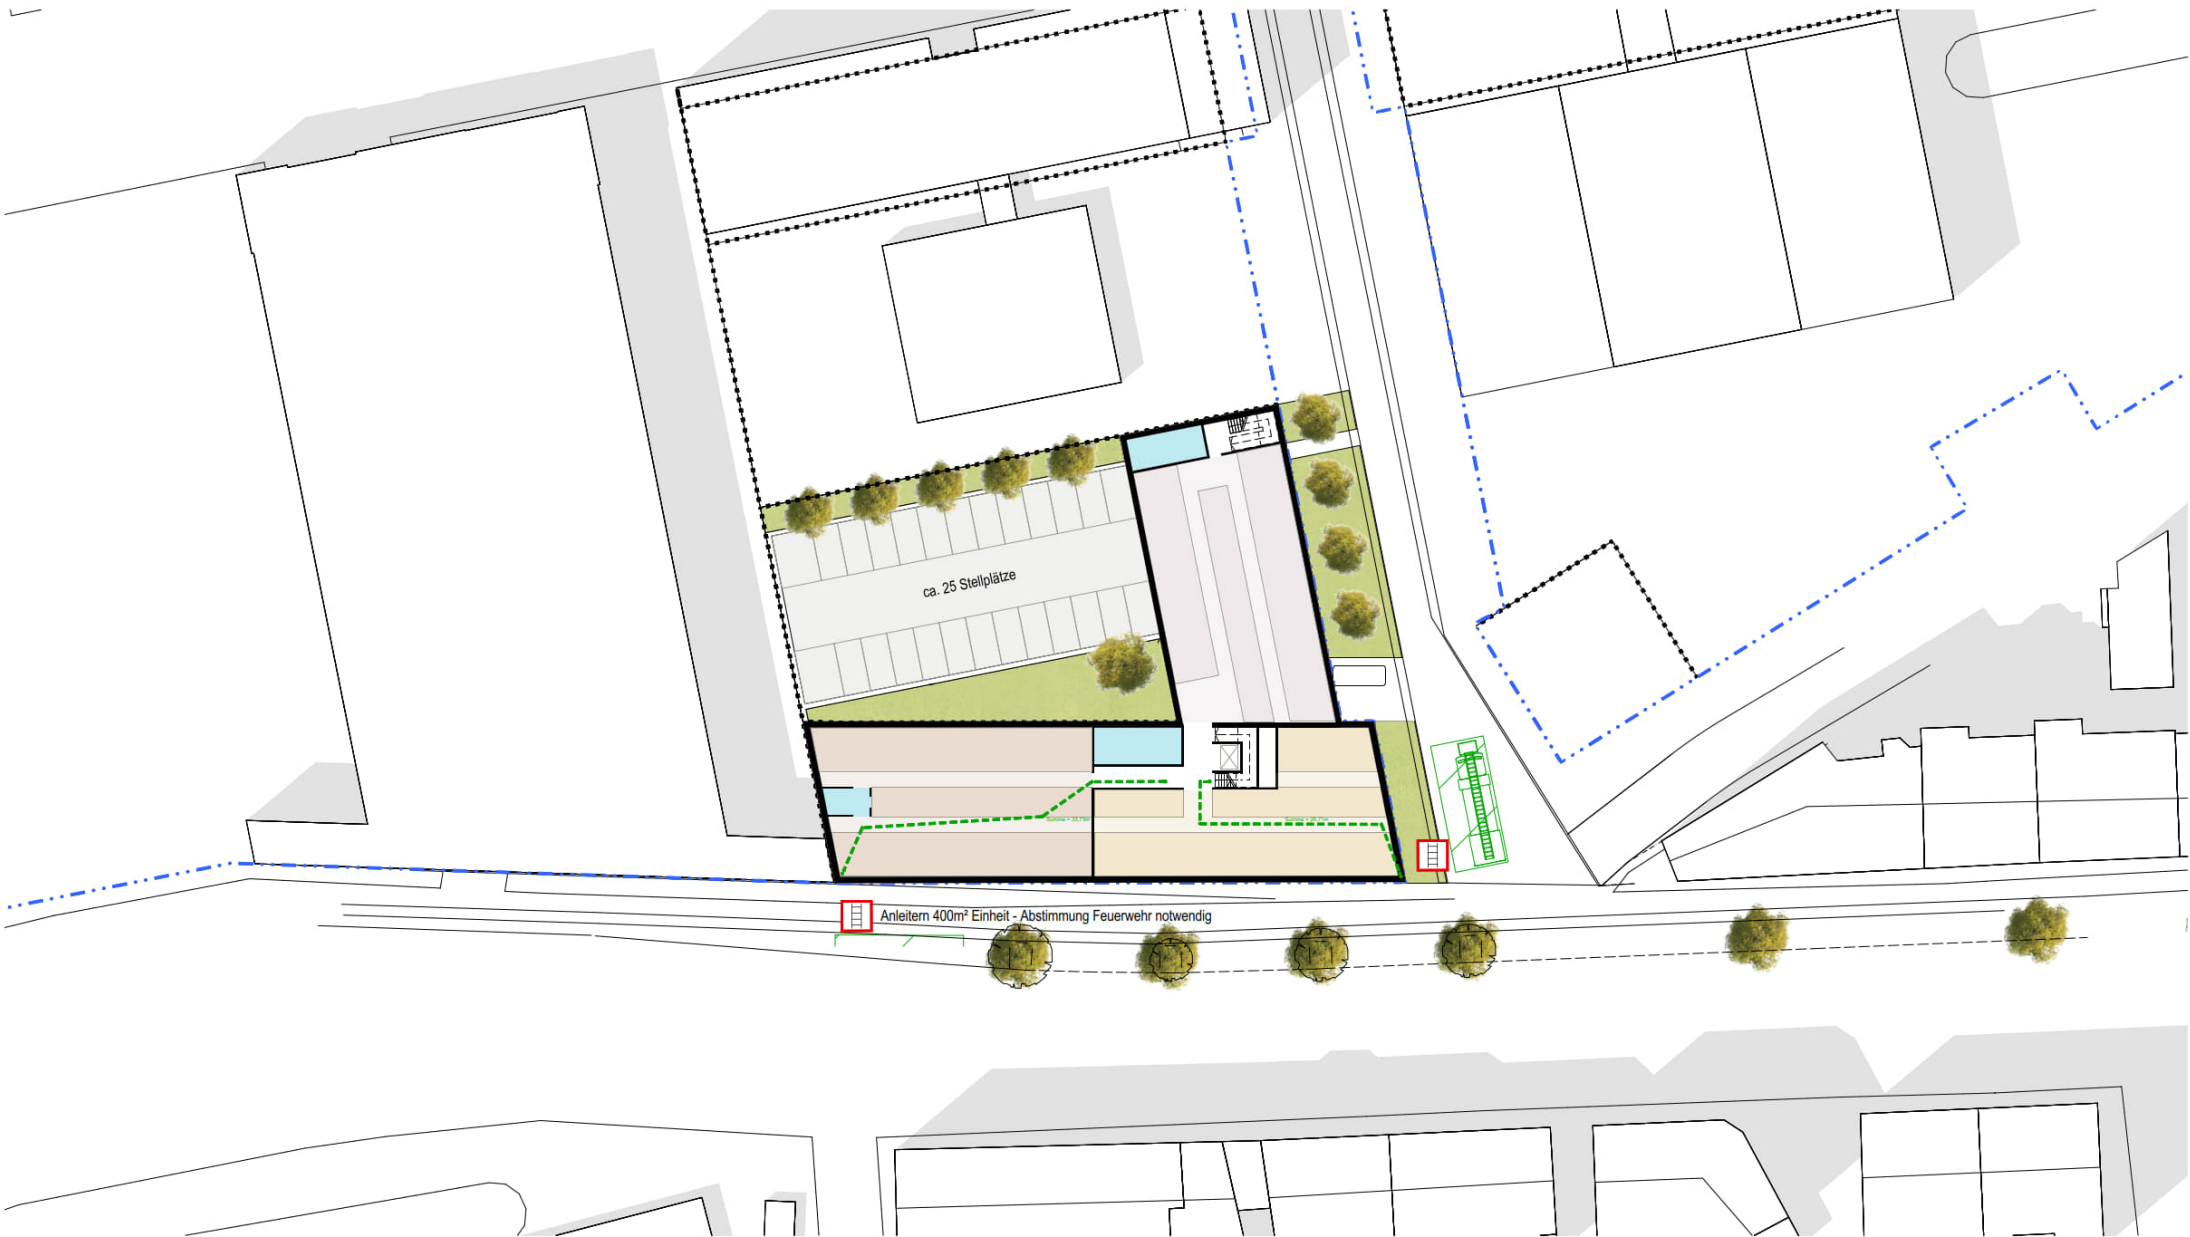 ca. 25 Stellplätze
Anleitern 400m² Einheit - Abstimmung Feuerwehr notwendig